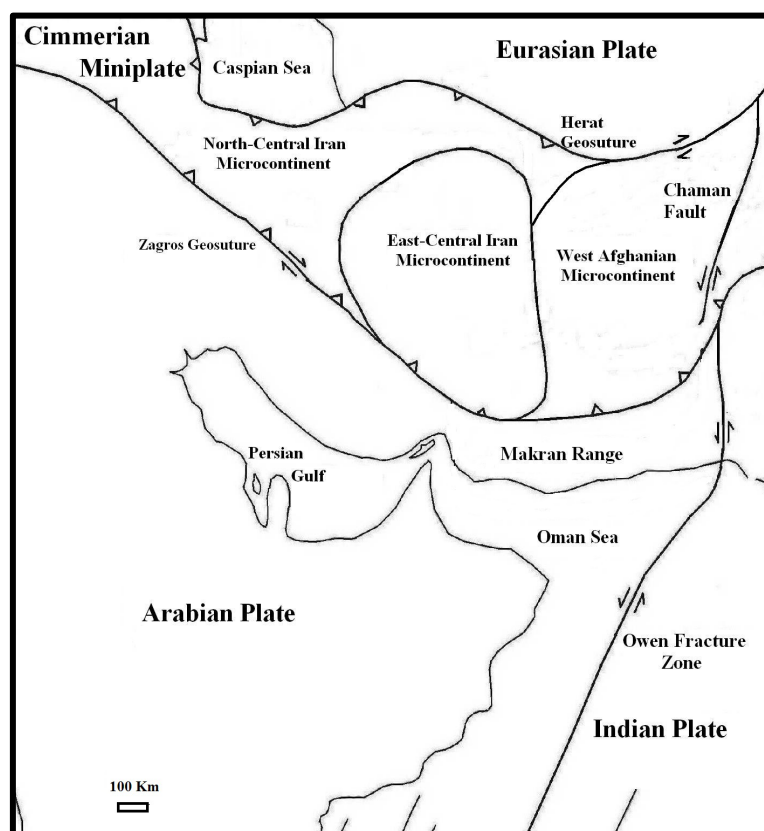 Cimmerian
Miniplate
Eurasian Plate
Caspian Sea
Herat
Geosuture
North-Central Iran
Microcontinent
Chaman
Fault
Zagros Geosuture
East-Central Iran
Microcontinent
West Afghanian
Microcontinent
Persian
Gulf
Makran Range
Oman Sea
Arabian Plate
Owen Fracture
Zone
Indian Plate
100 Km